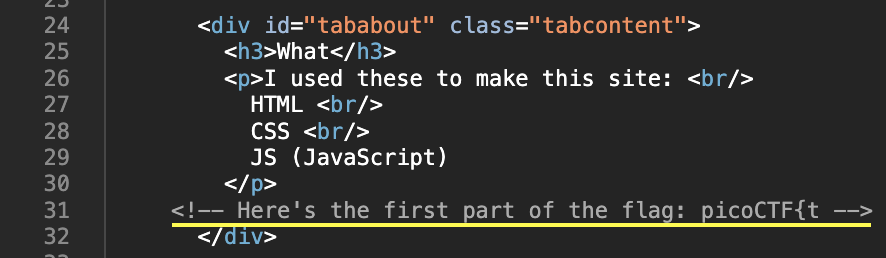 23
24 <div id="tababout" class="tabcontent">
25 <h3>What</h3>
26 <p>I used these to make this site: <br/>
27 HTML <br/>
28 CSS <br/>
29 JS (JavaScript)
30 </p>
31 <!-- Here's the first part of the flag: picoCTF{t -->
32 </div>